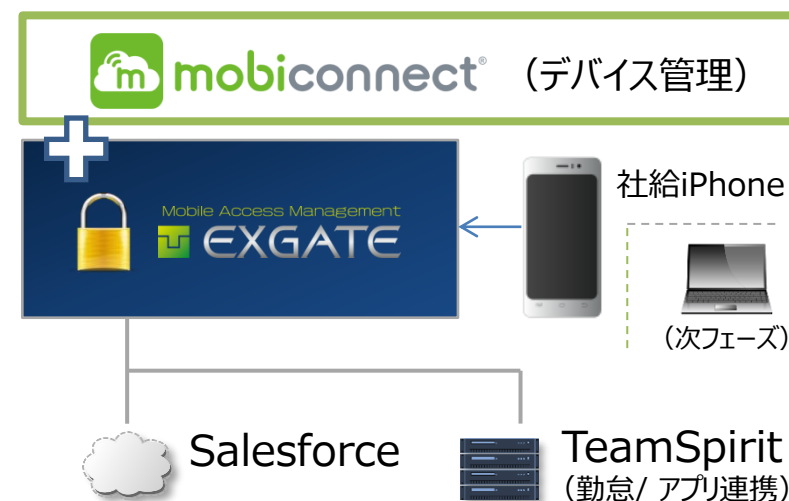 mobiconnect® （デバイス管理）
Mobile Access Management
EXGATE
社給iPhone
（次フェーズ）
Salesforce
TeamSpirit
（勤怠/ アプリ連携）